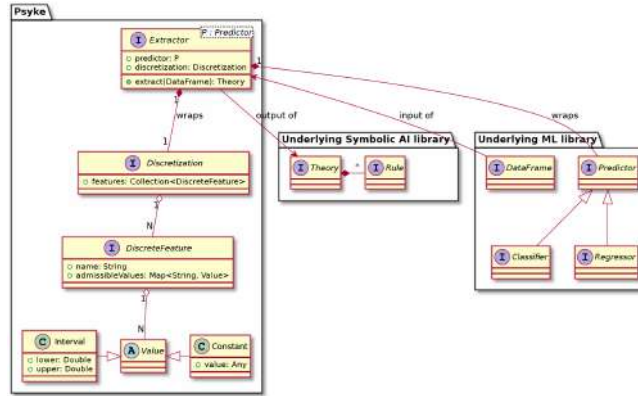 Psyke
I Extractor
P : Predictor
predictor: P
discretization: Discretization
extract(DataFrame): Theory
1
1
wraps
output of
input of
wraps
1
Underlying Symbolic AI library
Underlying ML library
I Discretization
features: Collection<DiscreteFeature>
I Theory
*
I Rule
I DataFrame
I Predictor
1
N
I DiscreteFeature
name: String
admissibleValues: Map<String, Value>
I Classifier
I Regressor
1
N
C Interval
lower: Double
upper: Double
A Value
C Constant
value: Any